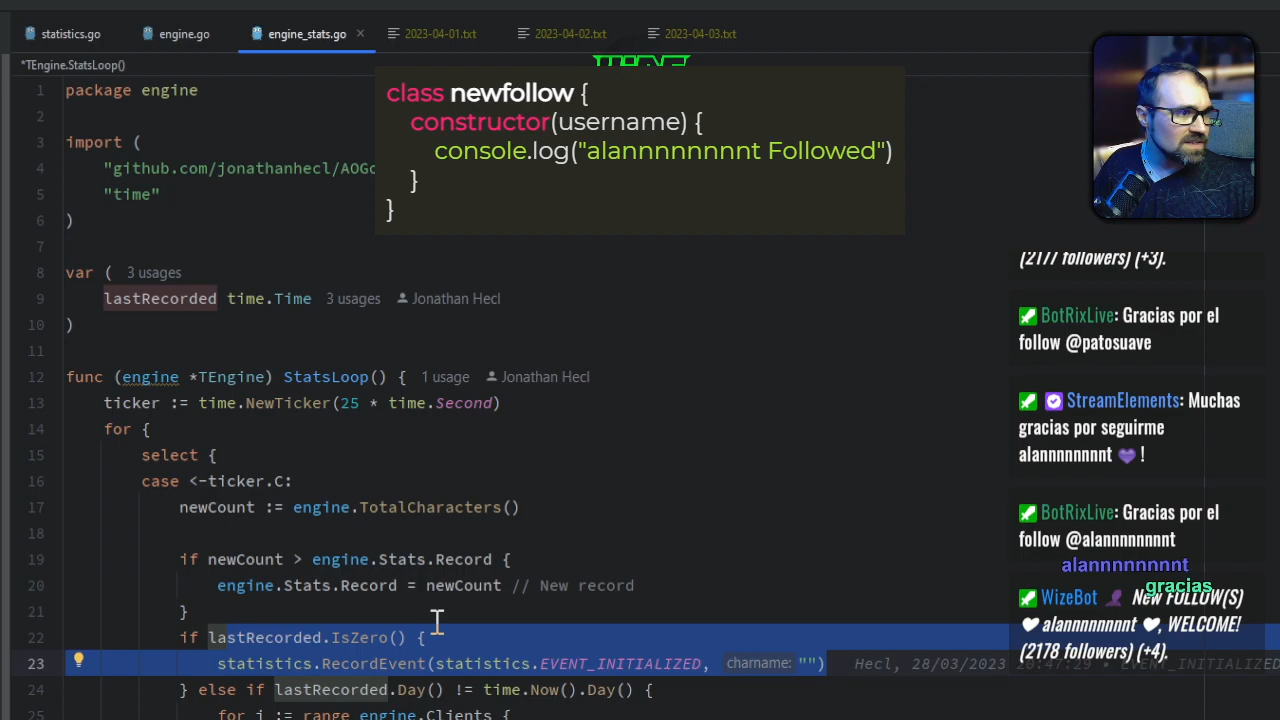 statistics.go
engine.go
engine_stats.go
2023-04-01.txt
2023-04-02.txt
2023-04-03.txt
*TEngine.StatsLoop()
1 package engine
2
3 import (
4 "github.com/jonathanhecl/AOGo
5 "time"
6 )
7
8 var ( 3 usages
9 lastRecorded time.Time 3 usages Jonathan Hecl
10 )
11
12 func (engine *TEngine) StatsLoop() { 1 usage Jonathan Hecl
13 ticker := time.NewTicker(25 * time.Second)
14 for {
15 select {
16 case <-ticker.C:
17 newCount := engine.TotalCharacters()
18
19 if newCount > engine.Stats.Record {
20 engine.Stats.Record = newCount // New record
21 }
22 if lastRecorded.IsZero() {
23 statistics.RecordEvent(statistics.EVENT_INITIALIZED, charname: "") Hecl, 28/03/2023 • EVENT_INITIALIZED
24 } else if lastRecorded.Day() != time.Now().Day() {
25 for i := range engine.Clients {
class newfollow {
constructor(username) {
console.log("alannnnnnnnt Followed")
}
}
(2177 followers) (+3).
BotRixLive: Gracias por el
follow @patosuave
StreamElements: Muchas
gracias por seguirme
alannnnnnnnt 💜 !
BotRixLive: Gracias por el
follow @alannnnnnnnt
alannnnnnnnt
gracias
WizeBot New FOLLOW(S)
alannnnnnnnt , WELCOME!
(2178 followers) (+4).